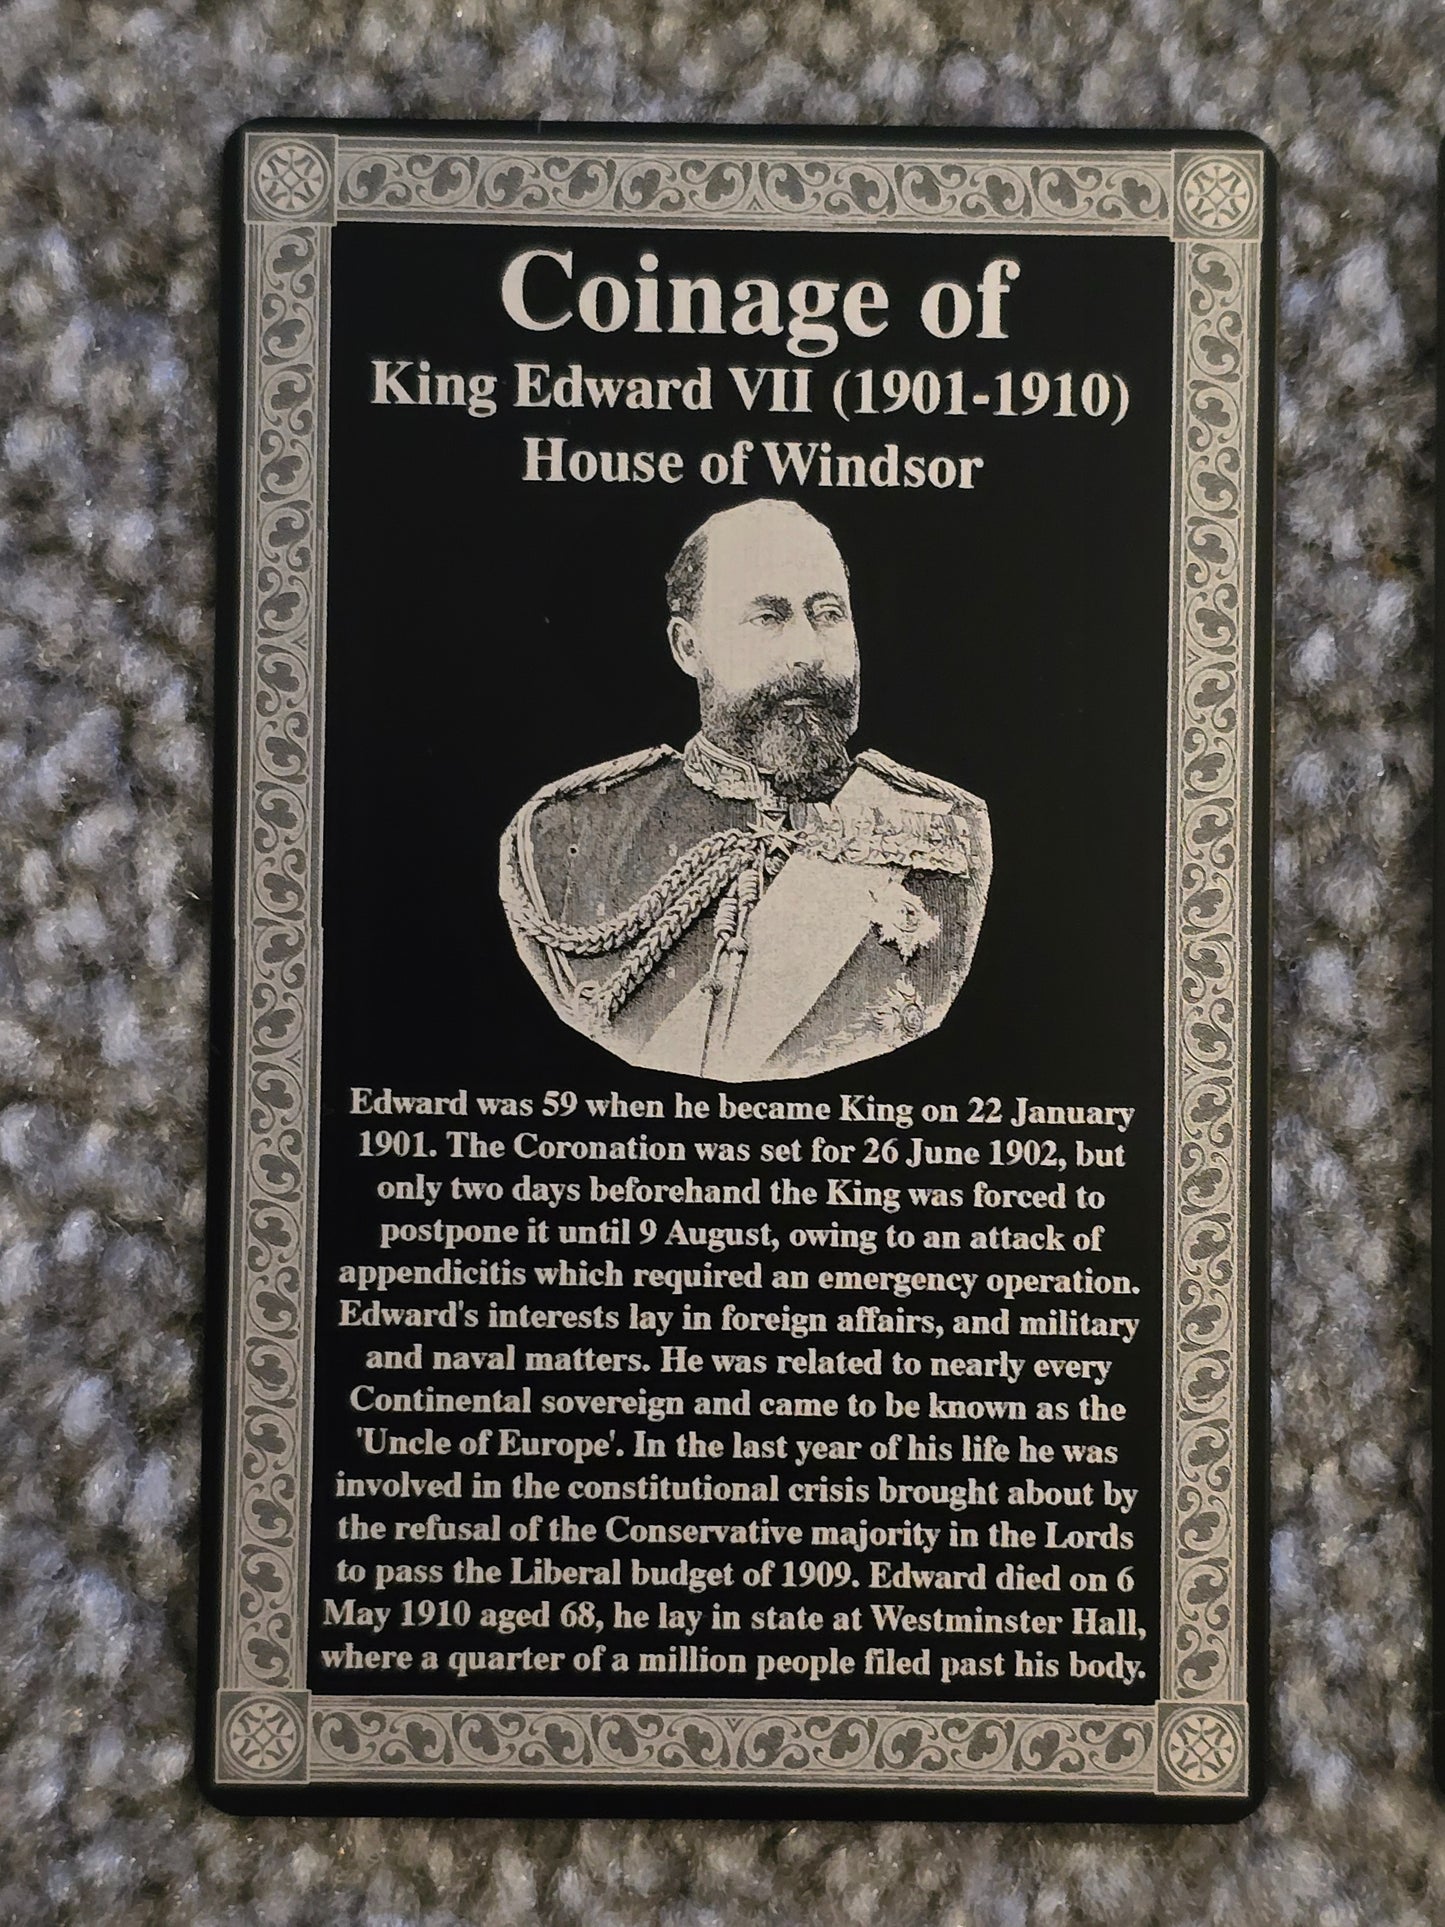 Coinage of
King Edward VII (1901-1910)
House of Windsor
Edward was 59 when he became King on 22 January
1901. The Coronation was set for 26 June 1902, but
only two days beforehand the King was forced to
postpone it until 9 August, owing to an attack of
appendicitis which required an emergency operation.
Edward's interests lay in foreign affairs, and military
and naval matters. He was related to nearly every
Continental sovereign and came to be known as the
'Uncle of Europe'. In the last year of his life he was
involved in the constitutional crisis brought about by
the refusal of the Conservative majority in the Lords
to pass the Liberal budget of 1909. Edward died on 6
May 1910 aged 68, he lay in state at Westminster Hall,
where a quarter of a million people filed past his body.